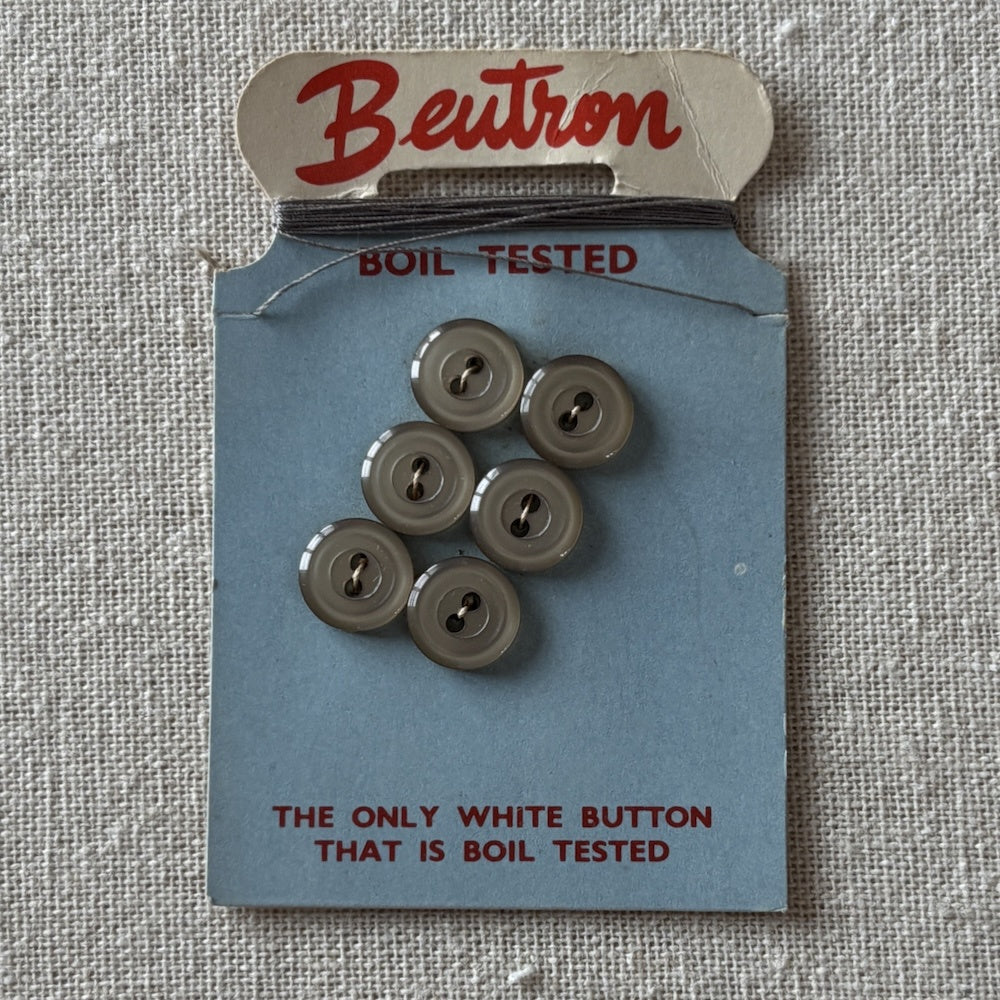 Beutron
BOIL TESTED
THE ONLY WHITE BUTTON
THAT IS BOIL TESTED